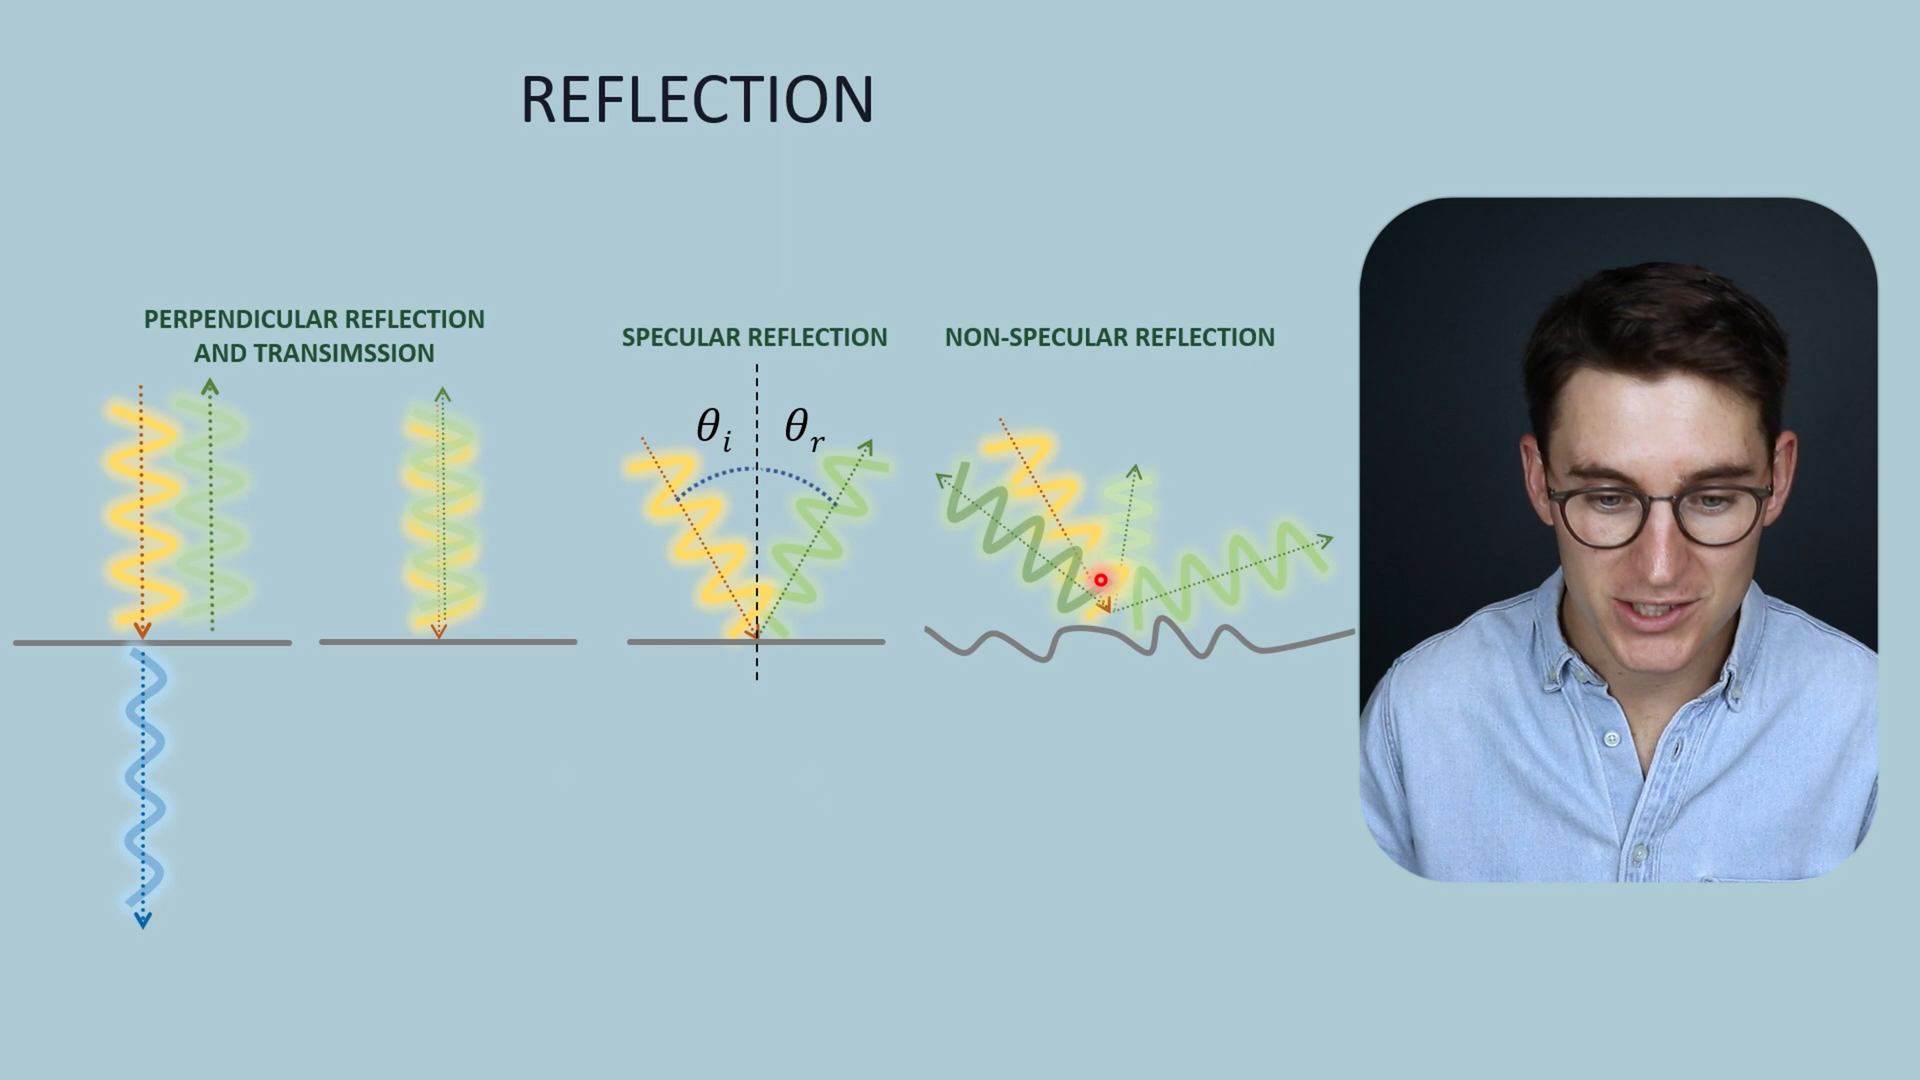 REFLECTION
PERPENDICULAR REFLECTION
AND TRANSIMSSION
SPECULAR REFLECTION
NON-SPECULAR REFLECTION
θi
θr